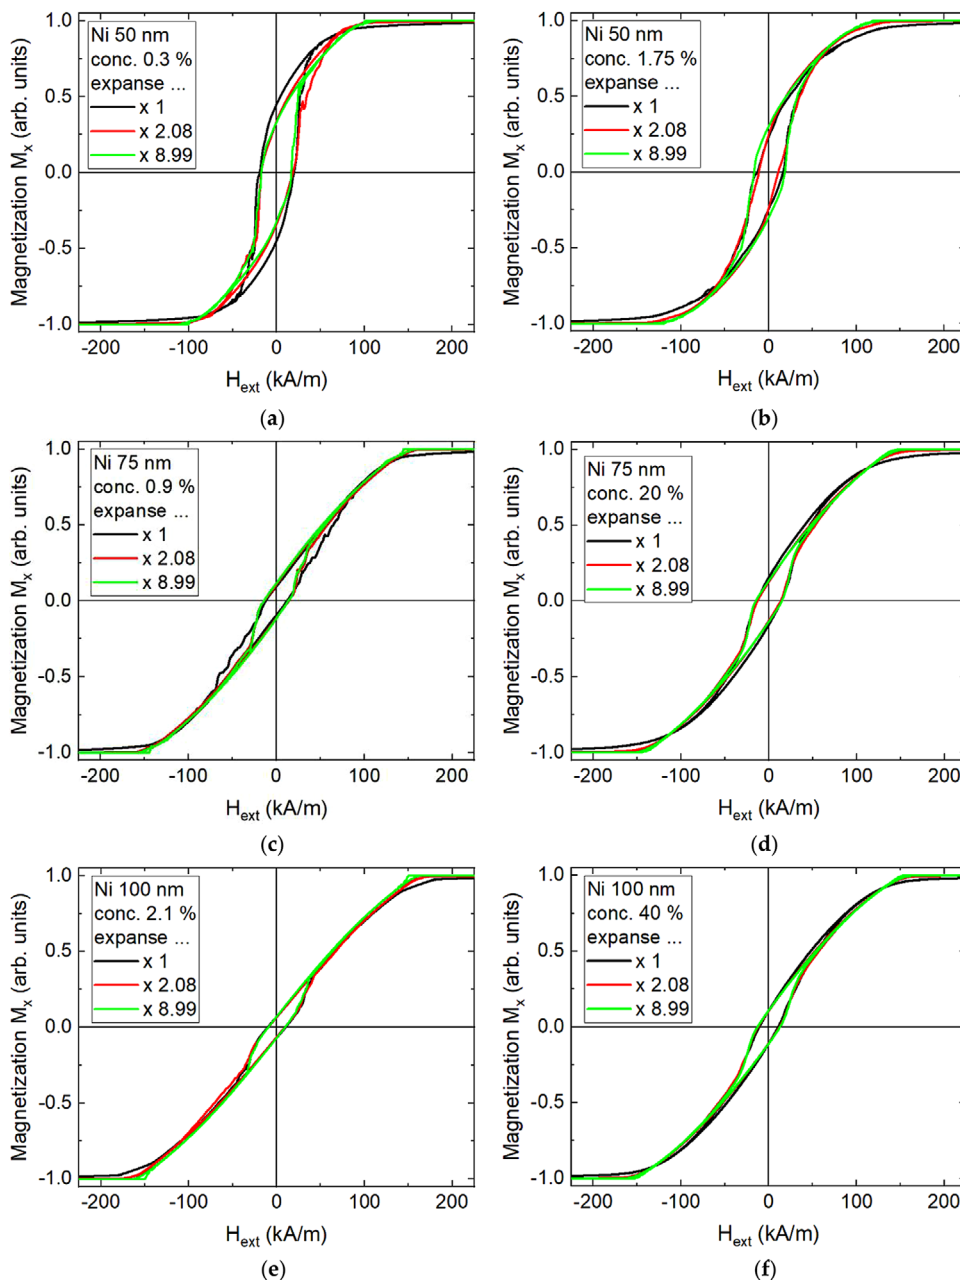 Ni 50 nm
conc. 0.3 %
expanse ...
x 1
x 2.08
x 8.99
1.0
0.5
0.0
-0.5
-1.0
Magnetization Mx (arb. units)
-200 -100 0 100 200
Hext (kA/m)
(a)
Ni 50 nm
conc. 1.75 %
expanse ...
x 1
x 2.08
x 8.99
1.0
0.5
0.0
-0.5
-1.0
Magnetization Mx (arb. units)
-200 -100 0 100 200
Hext (kA/m)
(b)
Ni 75 nm
conc. 0.9 %
expanse ...
x 1
x 2.08
x 8.99
1.0
0.5
0.0
-0.5
-1.0
Magnetization Mx (arb. units)
-200 -100 0 100 200
Hext (kA/m)
(c)
Ni 75 nm
conc. 20 %
expanse ...
x 1
x 2.08
x 8.99
1.0
0.5
0.0
-0.5
-1.0
Magnetization Mx (arb. units)
-200 -100 0 100 200
Hext (kA/m)
(d)
Ni 100 nm
conc. 2.1 %
expanse ...
x 1
x 2.08
x 8.99
1.0
0.5
0.0
-0.5
-1.0
Magnetization Mx (arb. units)
-200 -100 0 100 200
Hext (kA/m)
(e)
Ni 100 nm
conc. 40 %
expanse ...
x 1
x 2.08
x 8.99
1.0
0.5
0.0
-0.5
-1.0
Magnetization Mx (arb. units)
-200 -100 0 100 200
Hext (kA/m)
(f)